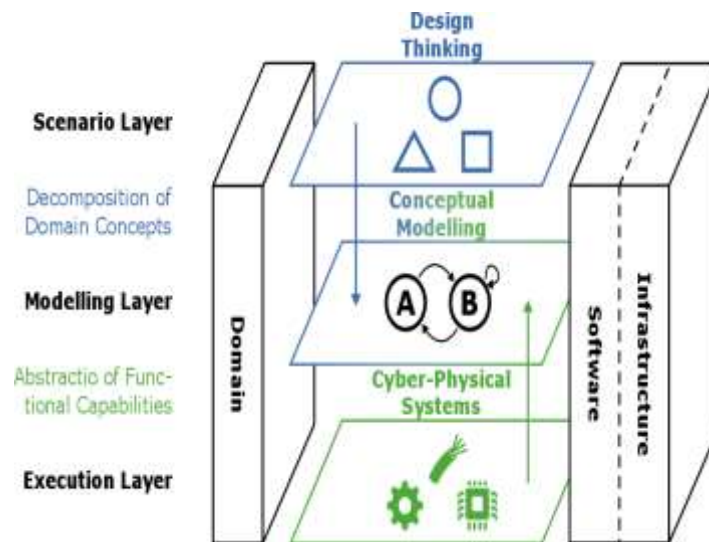 Design
Thinking
Scenario Layer
Decomposition of
Domain Concepts
Conceptual
Modelling
Modelling Layer
A
B
Domain
Software
Infrastructure
Abstractio of Func-
tional Capabilities
Cyber-Physical
Systems
Execution Layer